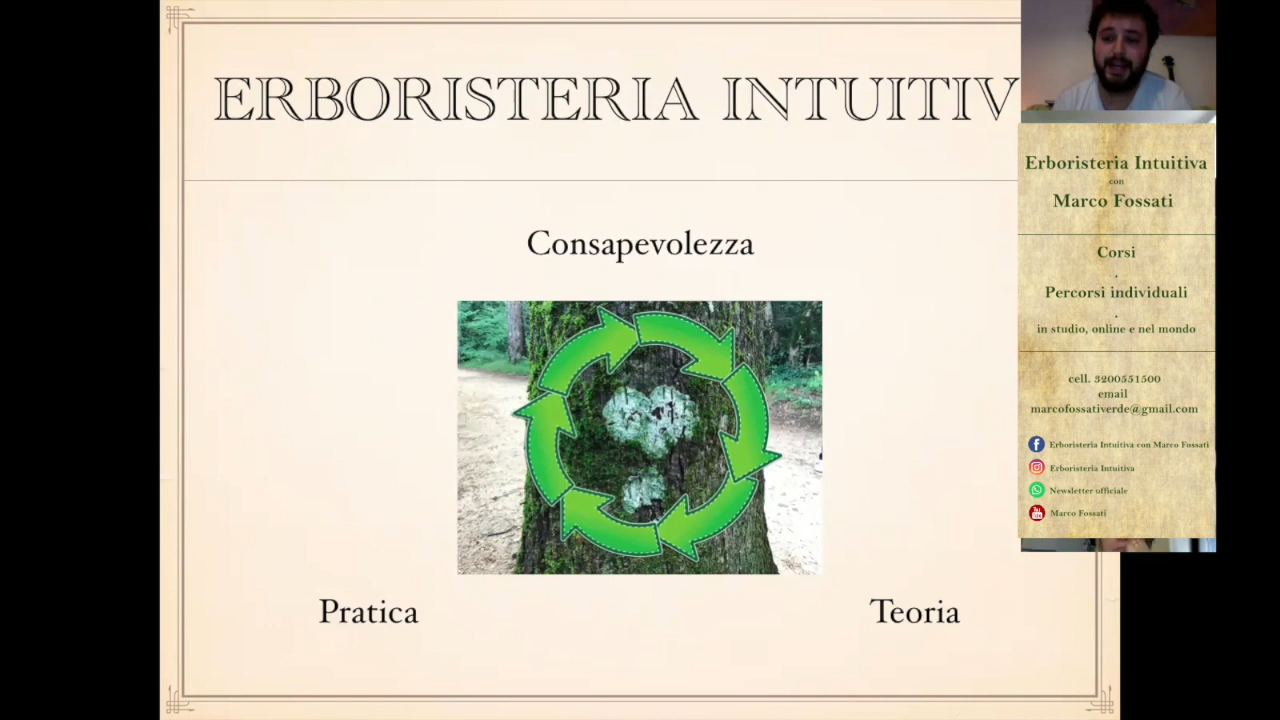 ERBORISTERIA INTUITIV
Consapevolezza
Pratica
Teoria
Erboristeria Intuitiva
con
Marco Fossati
Corsi
.
Percorsi individuali
.
in studio, online e nel mondo
cell. 3200551500
email
marcofossativerde@gmail.com
Erboristeria Intuitiva con Marco Fossati
Erboristeria Intuitiva
Newsletter officiale
Marco Fossati